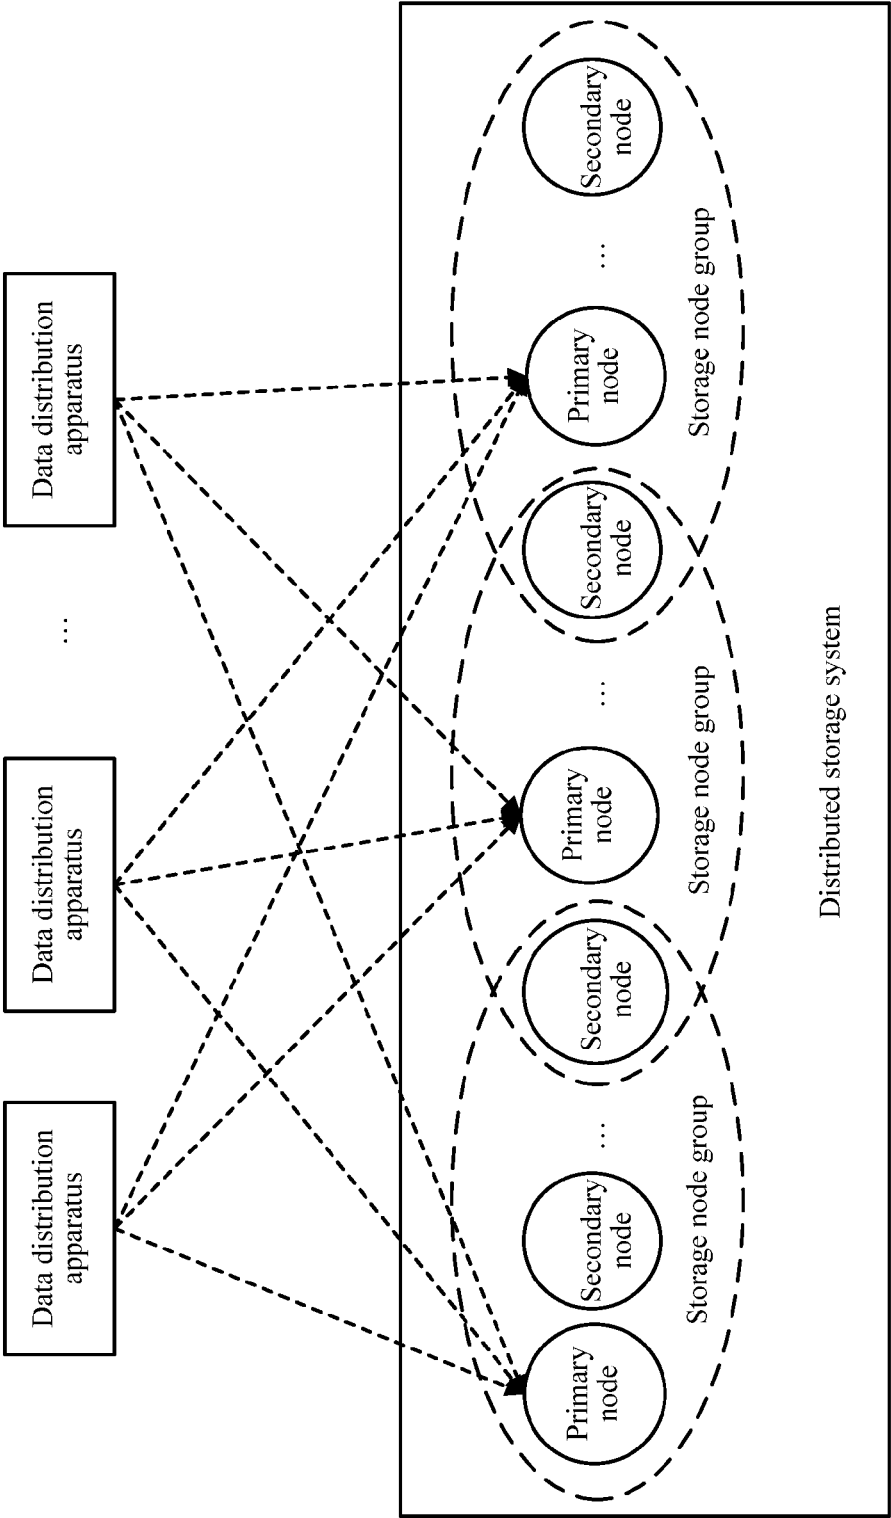 Data distribution
apparatus
Data distribution
apparatus
…
Data distribution
apparatus
Primary
node
Secondary
node
…
Secondary
node
Primary
node
…
Secondary
node
Primary
node
…
Secondary
node
Storage node group
Storage node group
Storage node group
Distributed storage system